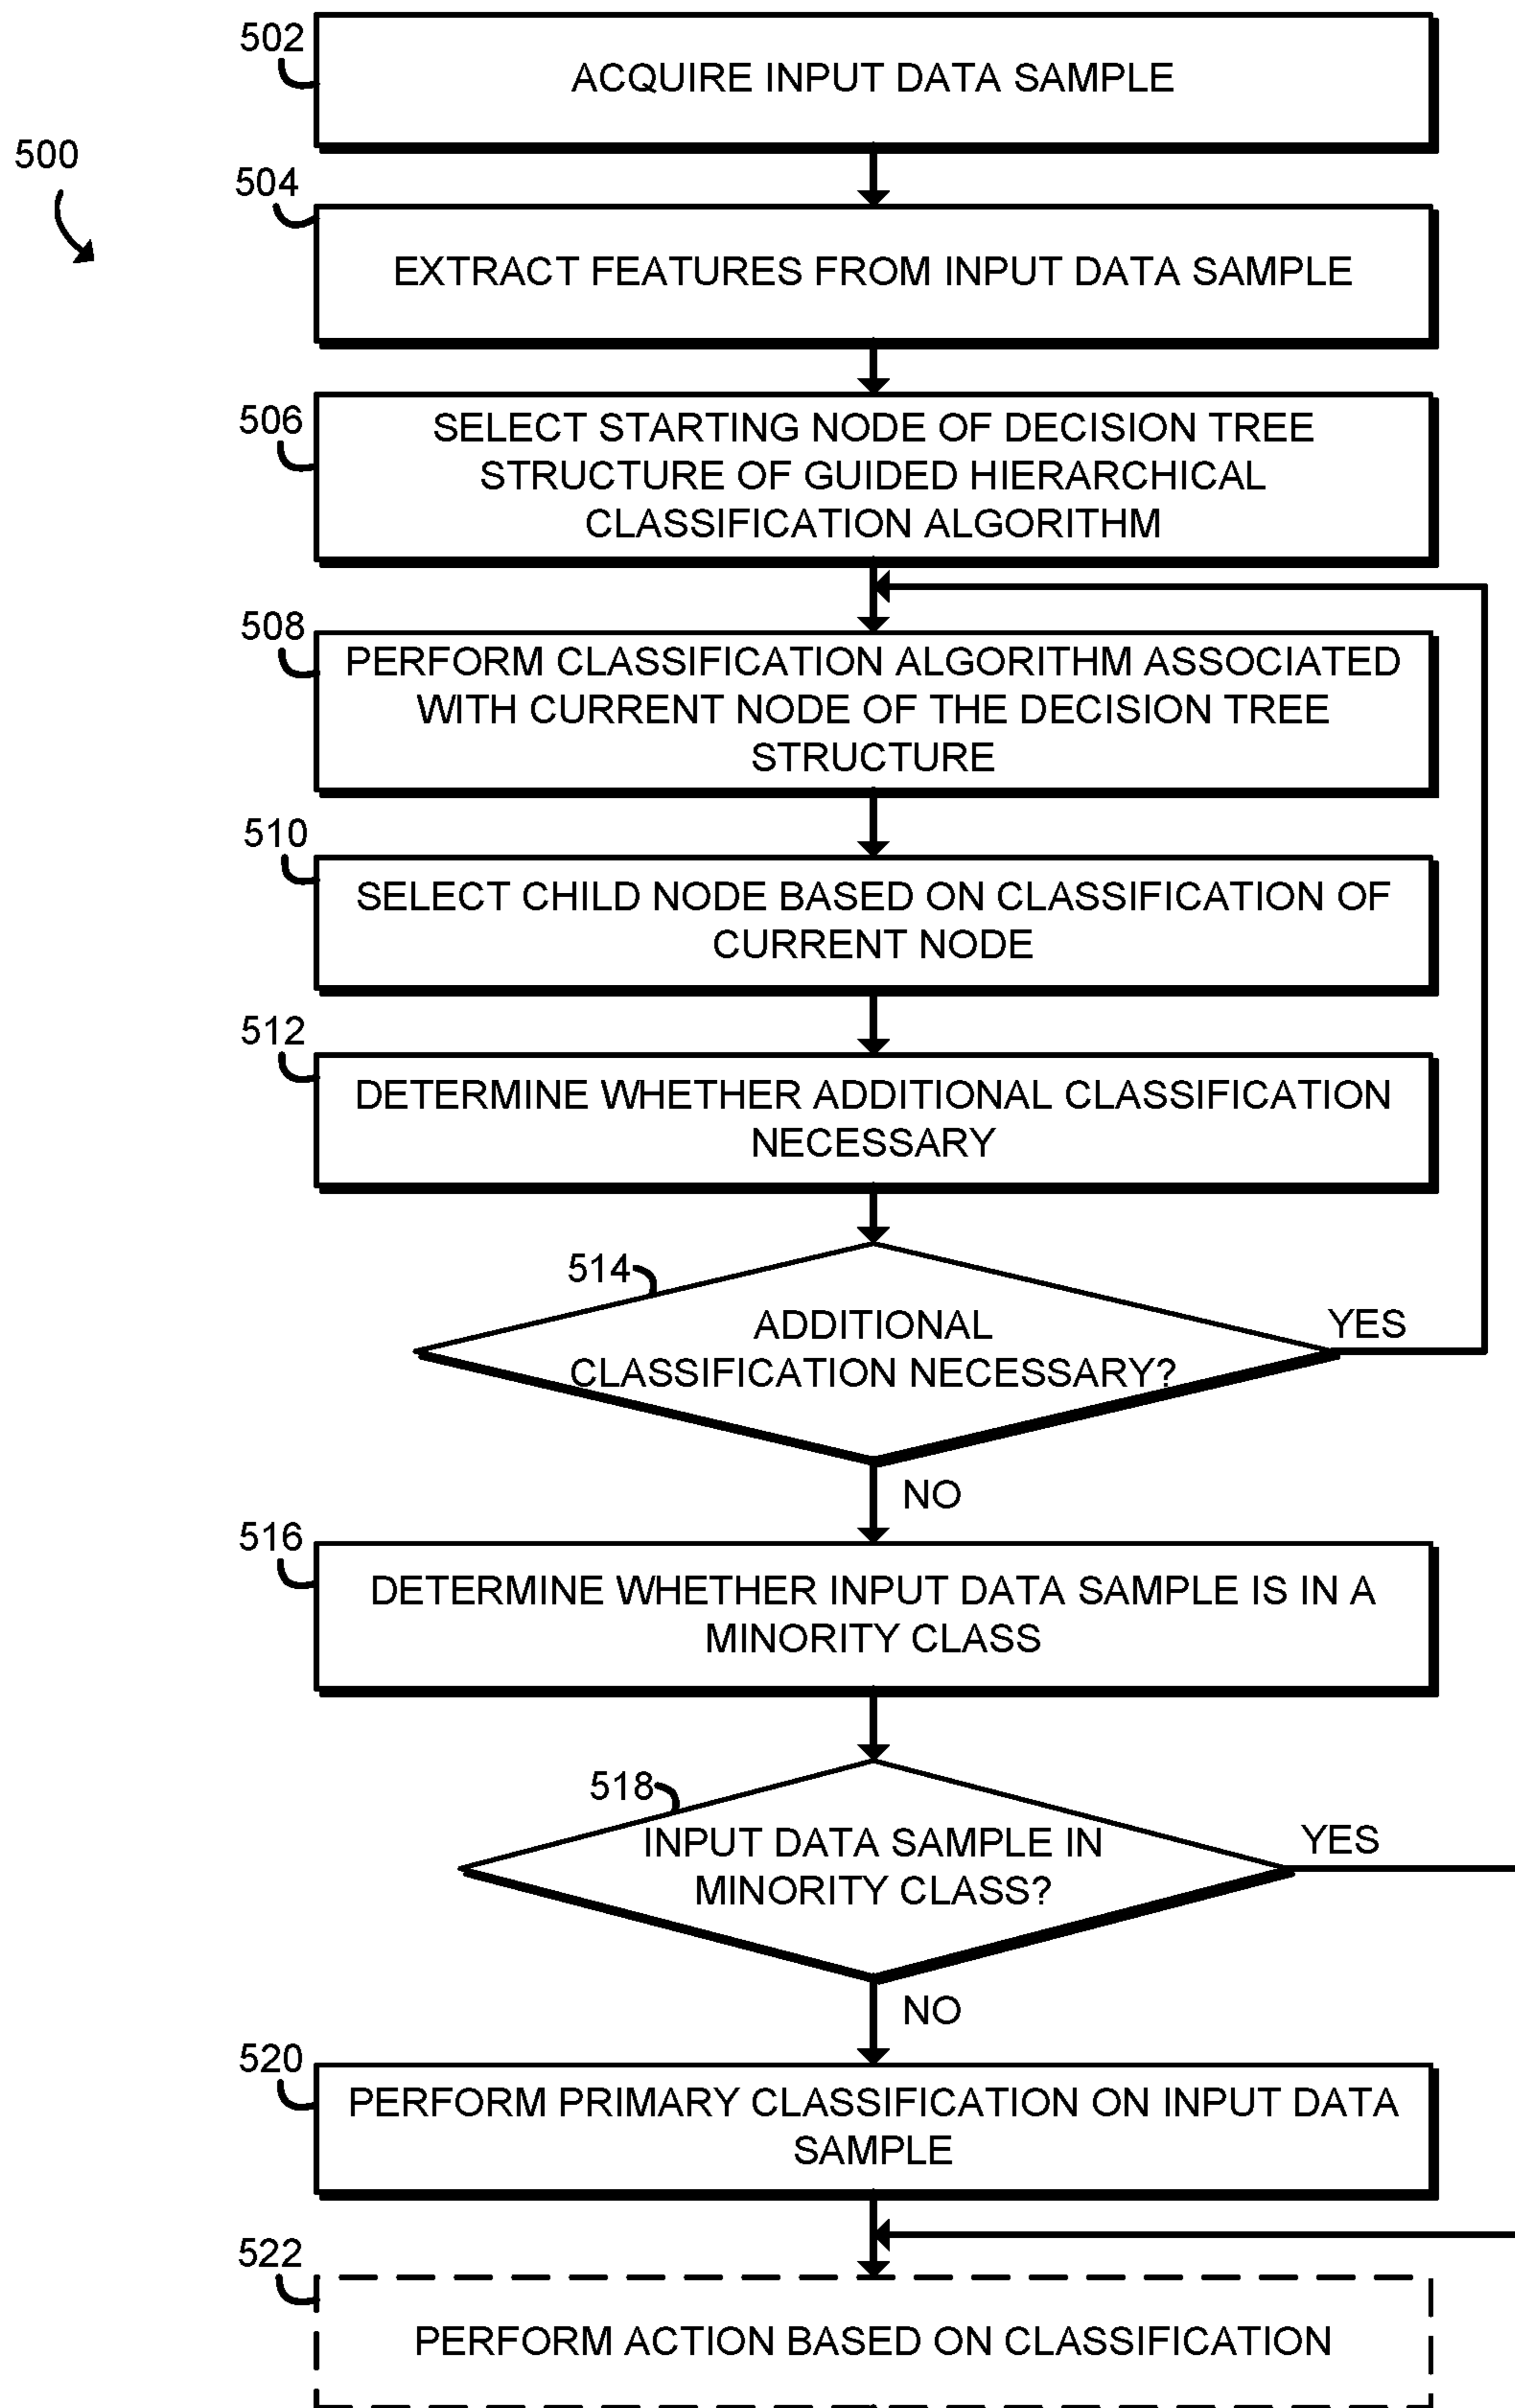 502
ACQUIRE INPUT DATA SAMPLE
500
504
EXTRACT FEATURES FROM INPUT DATA SAMPLE
506
SELECT STARTING NODE OF DECISION TREE
STRUCTURE OF GUIDED HIERARCHICAL
CLASSIFICATION ALGORITHM
508
PERFORM CLASSIFICATION ALGORITHM ASSOCIATED
WITH CURRENT NODE OF THE DECISION TREE
STRUCTURE
510
SELECT CHILD NODE BASED ON CLASSIFICATION OF
CURRENT NODE
512
DETERMINE WHETHER ADDITIONAL CLASSIFICATION
NECESSARY
514
ADDITIONAL
CLASSIFICATION NECESSARY?
YES
NO
516
DETERMINE WHETHER INPUT DATA SAMPLE IS IN A
MINORITY CLASS
518
INPUT DATA SAMPLE IN
MINORITY CLASS?
YES
NO
520
PERFORM PRIMARY CLASSIFICATION ON INPUT DATA
SAMPLE
522
PERFORM ACTION BASED ON CLASSIFICATION